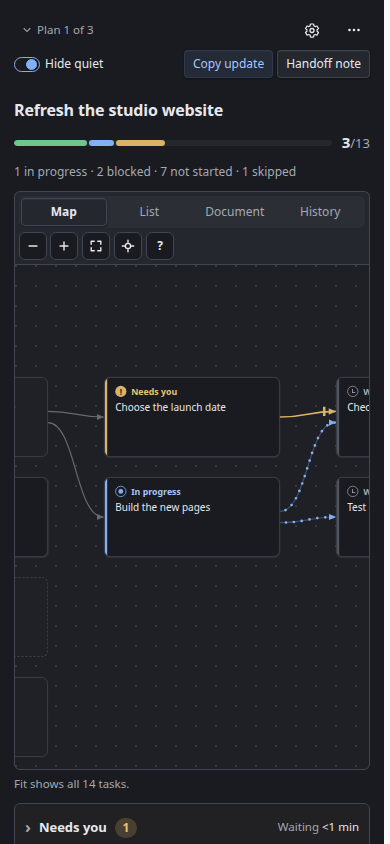 Plan 1 of 3
Hide quiet
Copy update
Handoff note
Refresh the studio website
3/13
1 in progress · 2 blocked · 7 not started · 1 skipped
Map
List
Document
History
?
Needs you
Choose the launch date
In progress
Build the new pages
Test
Fit shows all 14 tasks.
Needs you 1
Waiting <1 min